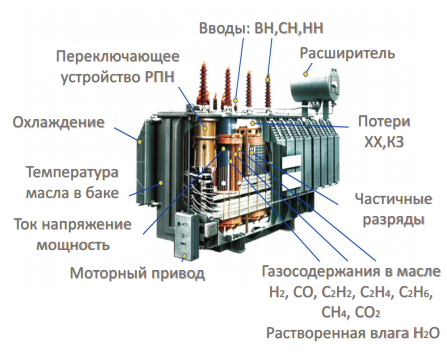 Вводы: ВН,СН,НН
Переключающее
устройство РПН
Расширитель
Охлаждение
Потери
ХХ,КЗ
Температура
масла в баке
Частичные
разряды
Ток напряжение
мощность
Моторный привод
Газосодержания в масле
H2, CO, C2H2, C2H4, C2H6,
CH4, CO2
Растворенная влага H2O